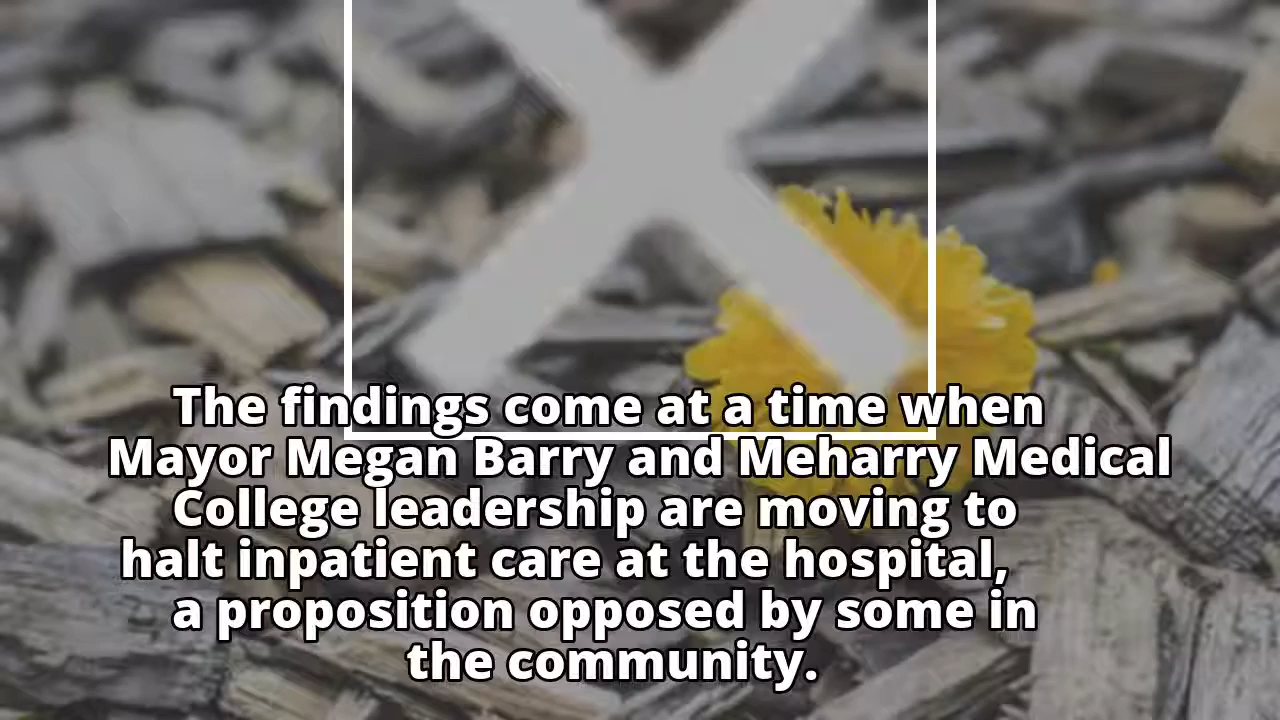 The findings come at a time when
Mayor Megan Barry and Meharry Medical
College leadership are moving to
halt inpatient care at the hospital,
a proposition opposed by some in
the community.